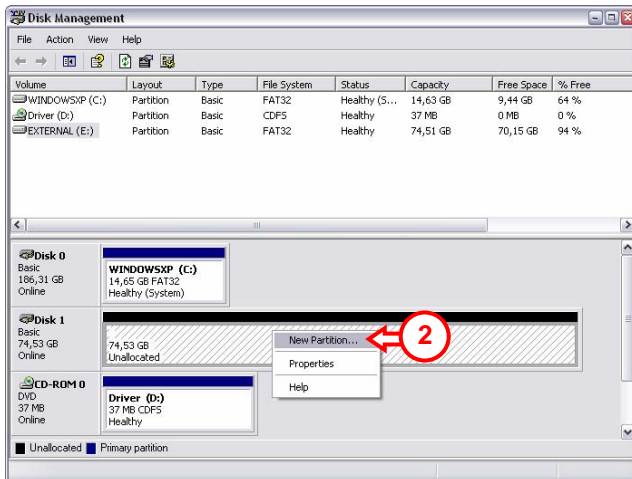 Disk Management
File Action View Help
Volume Layout Type File System Status Capacity Free Space % Free
WINDOWSXP (C:) Partition Basic FAT32 Healthy (S... 14,63 GB 9,44 GB 64 %
Driver (D:) Partition Basic CDFS Healthy 37 MB 0 MB 0 %
EXTERNAL (E:) Partition Basic FAT32 Healthy 74,51 GB 70,15 GB 94 %
Disk 0
Basic
186,31 GB
Online
WINDOWSXP (C:)
14,65 GB FAT32
Healthy (System)
Disk 1
Basic
74,53 GB
Online
74,53 GB
Unallocated
New Partition...
Properties
Help
2
CD-ROM 0
DVD
37 MB
Online
Driver (D:)
37 MB CDFS
Healthy
Unallocated Primary partition